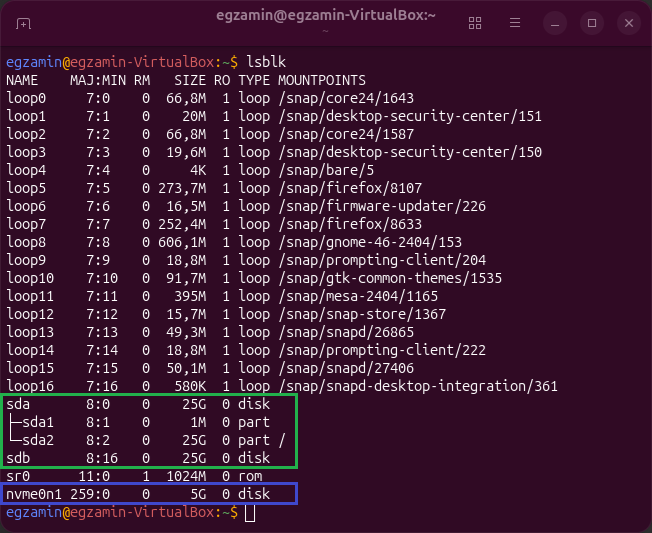 egzamin@egzamin-VirtualBox:~
~
egzamin@egzamin-VirtualBox:~$ lsblk
NAME    MAJ:MIN RM   SIZE RO TYPE MOUNTPOINTS
loop0     7:0    0  66,8M  1 loop /snap/core24/1643
loop1     7:1    0    20M  1 loop /snap/desktop-security-center/151
loop2     7:2    0  66,8M  1 loop /snap/core24/1587
loop3     7:3    0  19,6M  1 loop /snap/desktop-security-center/150
loop4     7:4    0     4K  1 loop /snap/bare/5
loop5     7:5    0 273,7M  1 loop /snap/firefox/8107
loop6     7:6    0  16,5M  1 loop /snap/firmware-updater/226
loop7     7:7    0 252,4M  1 loop /snap/firefox/8633
loop8     7:8    0 606,1M  1 loop /snap/gnome-46-2404/153
loop9     7:9    0  18,8M  1 loop /snap/prompting-client/204
loop10    7:10   0  91,7M  1 loop /snap/gtk-common-themes/1535
loop11    7:11   0   395M  1 loop /snap/mesa-2404/1165
loop12    7:12   0  15,7M  1 loop /snap/snap-store/1367
loop13    7:13   0  49,3M  1 loop /snap/snapd/26865
loop14    7:14   0  18,8M  1 loop /snap/prompting-client/222
loop15    7:15   0  50,1M  1 loop /snap/snapd/27406
loop16    7:16   0   580K  1 loop /snap/snapd-desktop-integration/361
sda       8:0    0    25G  0 disk
├─sda1    8:1    0     1M  0 part
└─sda2    8:2    0    25G  0 part /
sdb       8:16   0    25G  0 disk
sr0      11:0    1  1024M  0 rom
nvme0n1 259:0    0     5G  0 disk
egzamin@egzamin-VirtualBox:~$